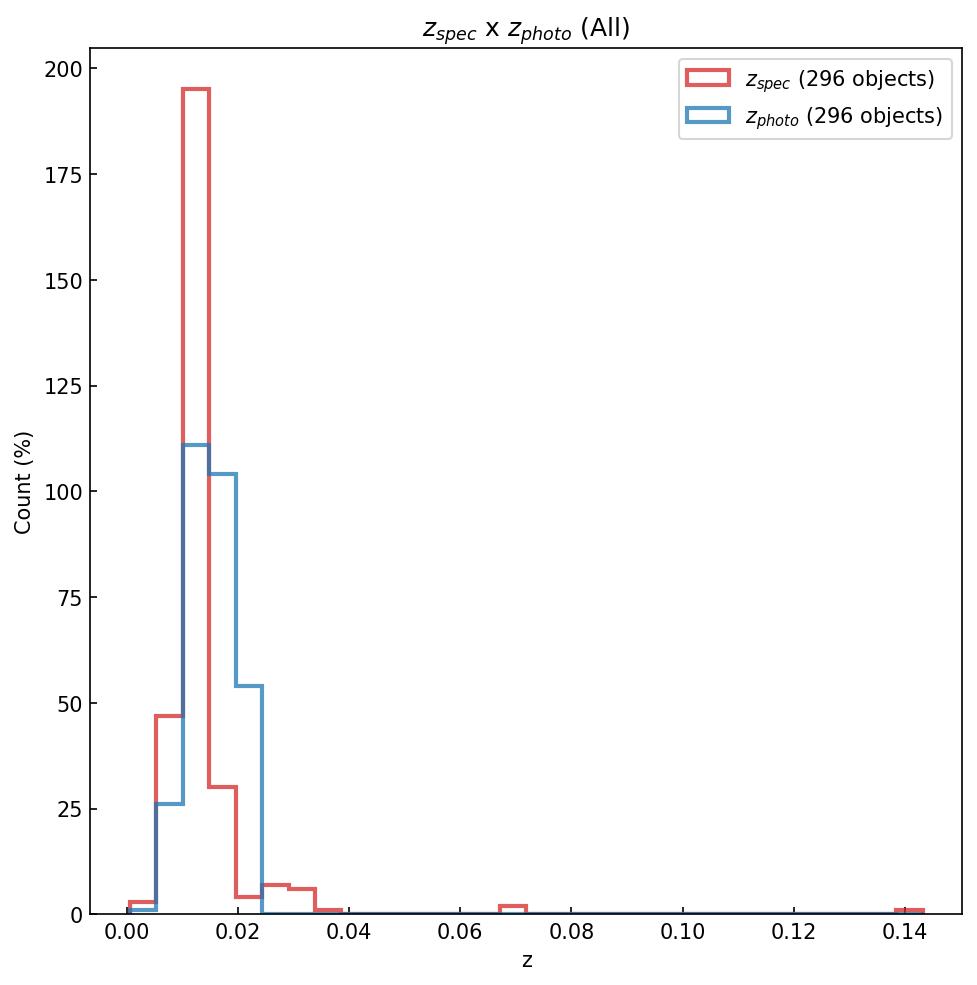 z_spec x z_photo (All)
z_spec (296 objects)
z_photo (296 objects)
200
175
150
125
100
75
50
25
0
Count (%)
0.00 0.02 0.04 0.06 0.08 0.10 0.12 0.14
z